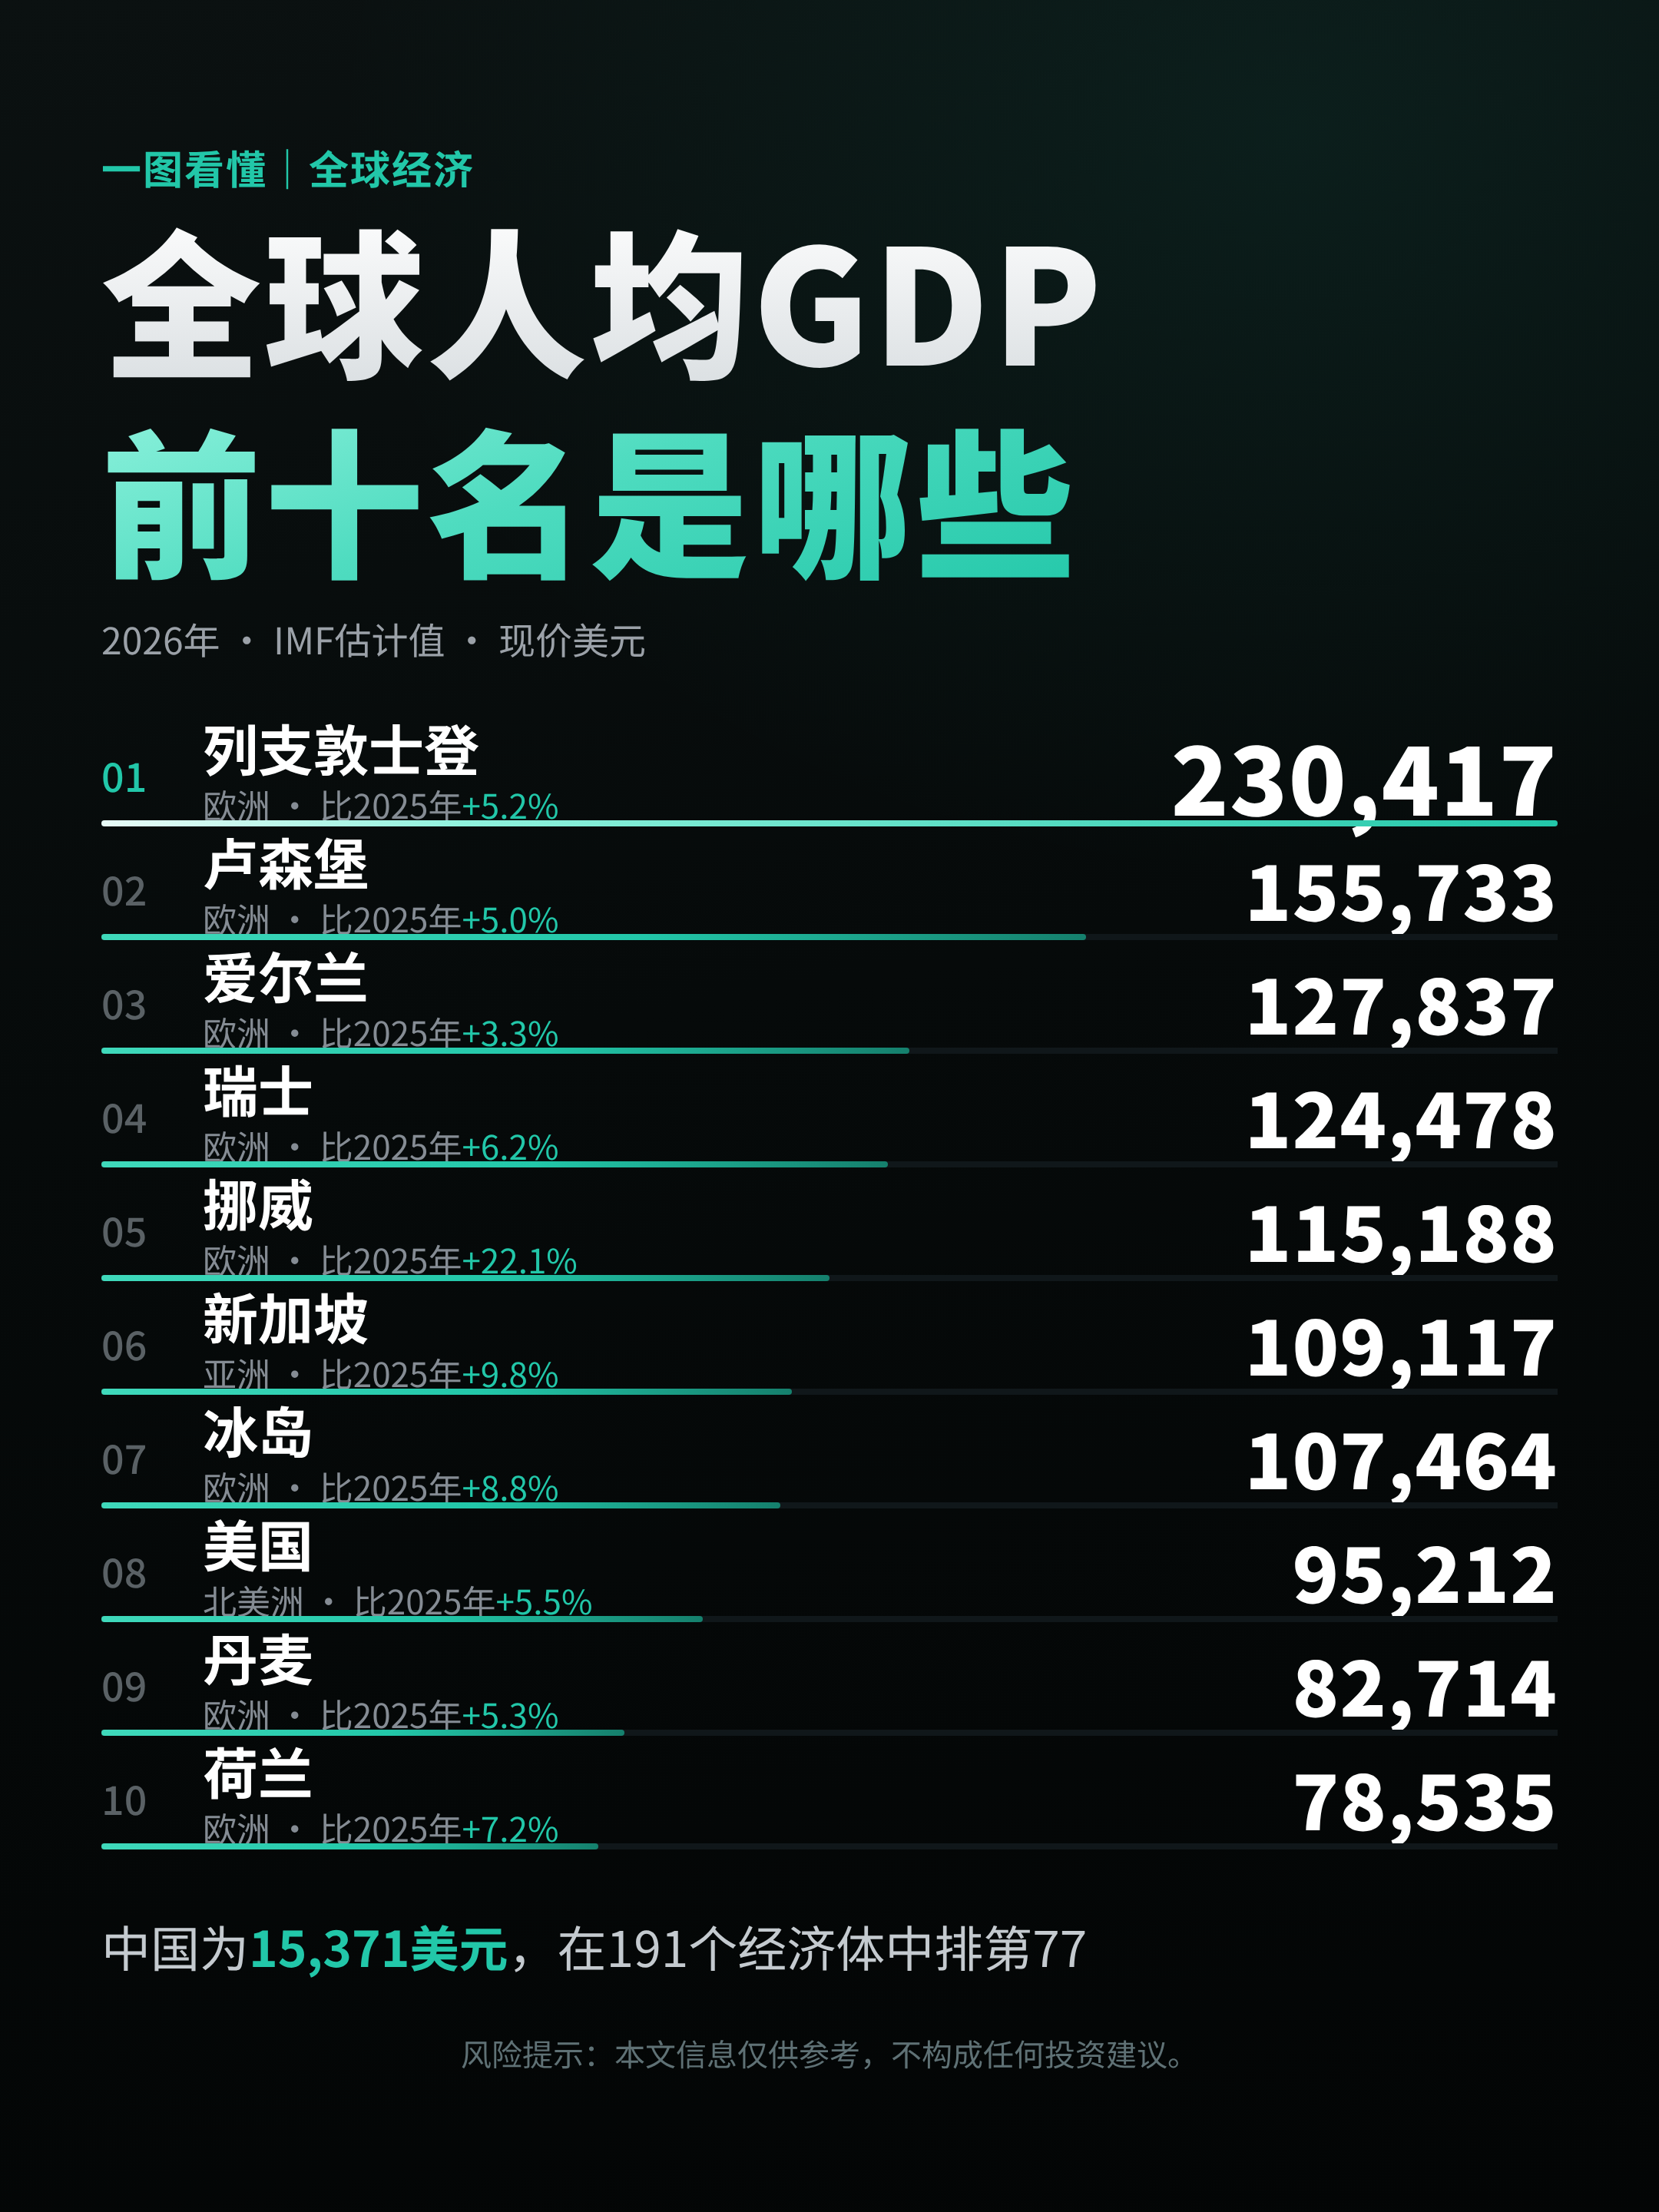 一图看懂｜全球经济
全球人均GDP
前十名是哪些
2026年 · IMF估计值 · 现价美元
01 列支敦士登 230,417
欧洲 · 比2025年+5.2%
02 卢森堡 155,733
欧洲 · 比2025年+5.0%
03 爱尔兰 127,837
欧洲 · 比2025年+3.3%
04 瑞士 124,478
欧洲 · 比2025年+6.2%
05 挪威 115,188
欧洲 · 比2025年+22.1%
06 新加坡 109,117
亚洲 · 比2025年+9.8%
07 冰岛 107,464
欧洲 · 比2025年+8.8%
08 美国 95,212
北美洲 · 比2025年+5.5%
09 丹麦 82,714
欧洲 · 比2025年+5.3%
10 荷兰 78,535
欧洲 · 比2025年+7.2%
中国为15,371美元，在191个经济体中排第77
风险提示：本文信息仅供参考，不构成任何投资建议。